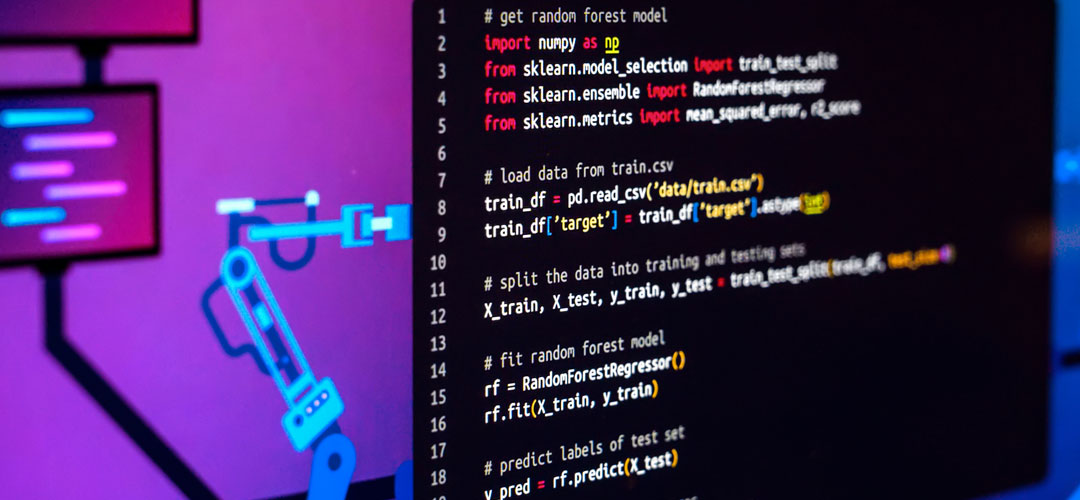 1 # get random forest model
2 import numpy as np
3 from sklearn.model_selection import train_test_split
4 from sklearn.ensemble import RandomForestRegressor
5 from sklearn.metrics import mean_squared_error, r2_score
6
7 # load data from train.csv
8 train_df = pd.read_csv('data/train.csv')
9 train_df['target'] = train_df['target'].astype(int)
10
11 # split the data into training and testing sets
12 X_train, X_test, y_train, y_test = train_test_split(train_df,
13
14 # fit random forest model
15 rf = RandomForestRegressor()
16 rf.fit(X_train, y_train)
17
18 # predict labels of test set
y_pred = rf.predict(X_test)